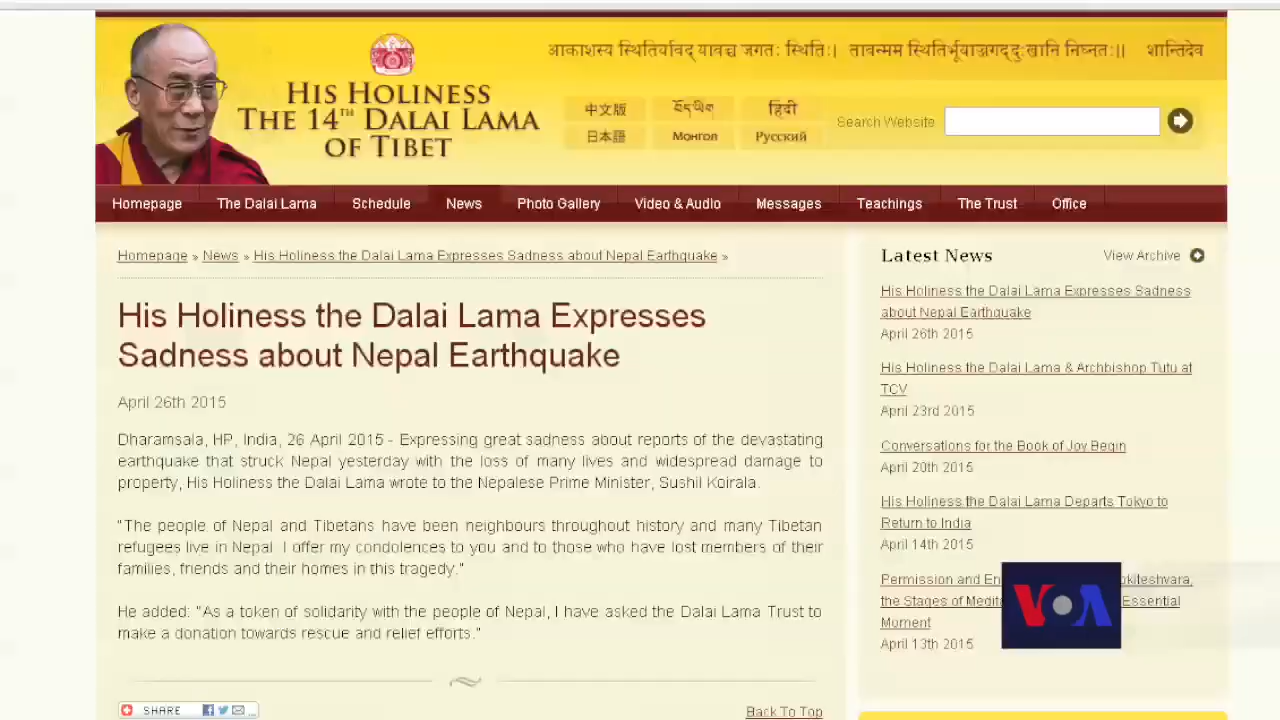 आकाशस्य स्थितिर्यावद् यावच्च जगतः स्थितिः। तावन्मम स्थितिर्भूयाज्जगद्दुःखानि निघ्नतः॥ शान्तिदेव
HIS HOLINESS
THE 14TH DALAI LAMA
OF TIBET
中文版 བོད་ཡིག हिंदी
日本語 Монгол Русский
Search Website
Homepage The Dalai Lama Schedule News Photo Gallery Video & Audio Messages Teachings The Trust Office
Homepage » News » His Holiness the Dalai Lama Expresses Sadness about Nepal Earthquake »
His Holiness the Dalai Lama Expresses
Sadness about Nepal Earthquake
April 26th 2015
Dharamsala, HP, India, 26 April 2015 - Expressing great sadness about reports of the devastating
earthquake that struck Nepal yesterday with the loss of many lives and widespread damage to
property, His Holiness the Dalai Lama wrote to the Nepalese Prime Minister, Sushil Koirala.
"The people of Nepal and Tibetans have been neighbours throughout history and many Tibetan
refugees live in Nepal. I offer my condolences to you and to those who have lost members of their
families, friends and their homes in this tragedy."
He added: "As a token of solidarity with the people of Nepal, I have asked the Dalai Lama Trust to
make a donation towards rescue and relief efforts."
SHARE
Back To Top
Latest News View Archive
His Holiness the Dalai Lama Expresses Sadness
about Nepal Earthquake
April 26th 2015
His Holiness the Dalai Lama & Archbishop Tutu at
TCV
April 23rd 2015
Conversations for the Book of Joy Begin
April 20th 2015
His Holiness the Dalai Lama Departs Tokyo to
Return to India
April 14th 2015
Permission and
the Stages of Essential
Moment
April 13th 2015
VOA